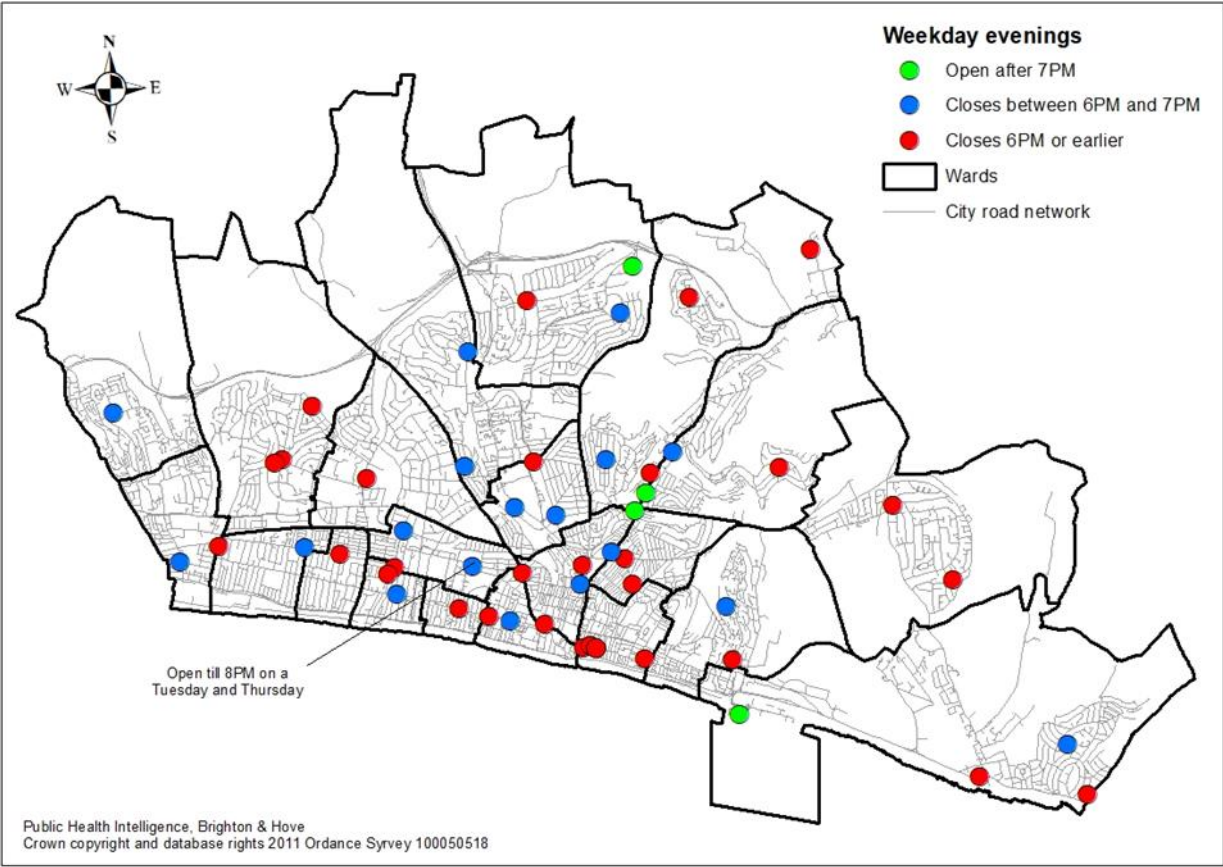 N
W E
S
Weekday evenings
Open after 7PM
Closes between 6PM and 7PM
Closes 6PM or earlier
Wards
City road network
Open till 8PM on a
Tuesday and Thursday
Public Health Intelligence, Brighton & Hove
Crown copyright and database rights 2011 Ordance Syrvey 100050518